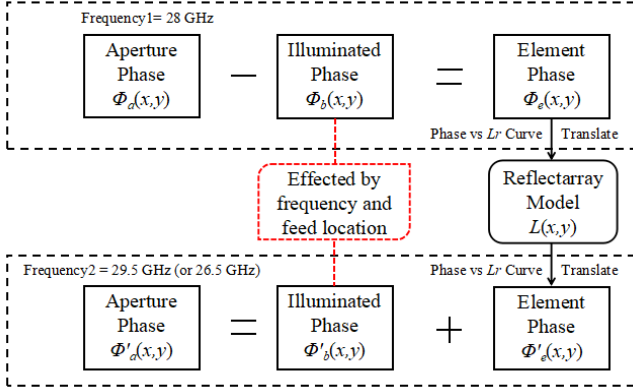 Frequency1= 28 GHz
Aperture Phase Φa(x,y)
−
Illuminated Phase Φb(x,y)
=
Element Phase Φe(x,y)
Phase vs Lr Curve
Translate
Effected by frequency and feed location
Reflectarray Model L(x,y)
Frequency2 = 29.5 GHz (or 26.5 GHz)
Phase vs Lr Curve
Translate
Aperture Phase Φ'a(x,y)
=
Illuminated Phase Φ'b(x,y)
+
Element Phase Φ'e(x,y)